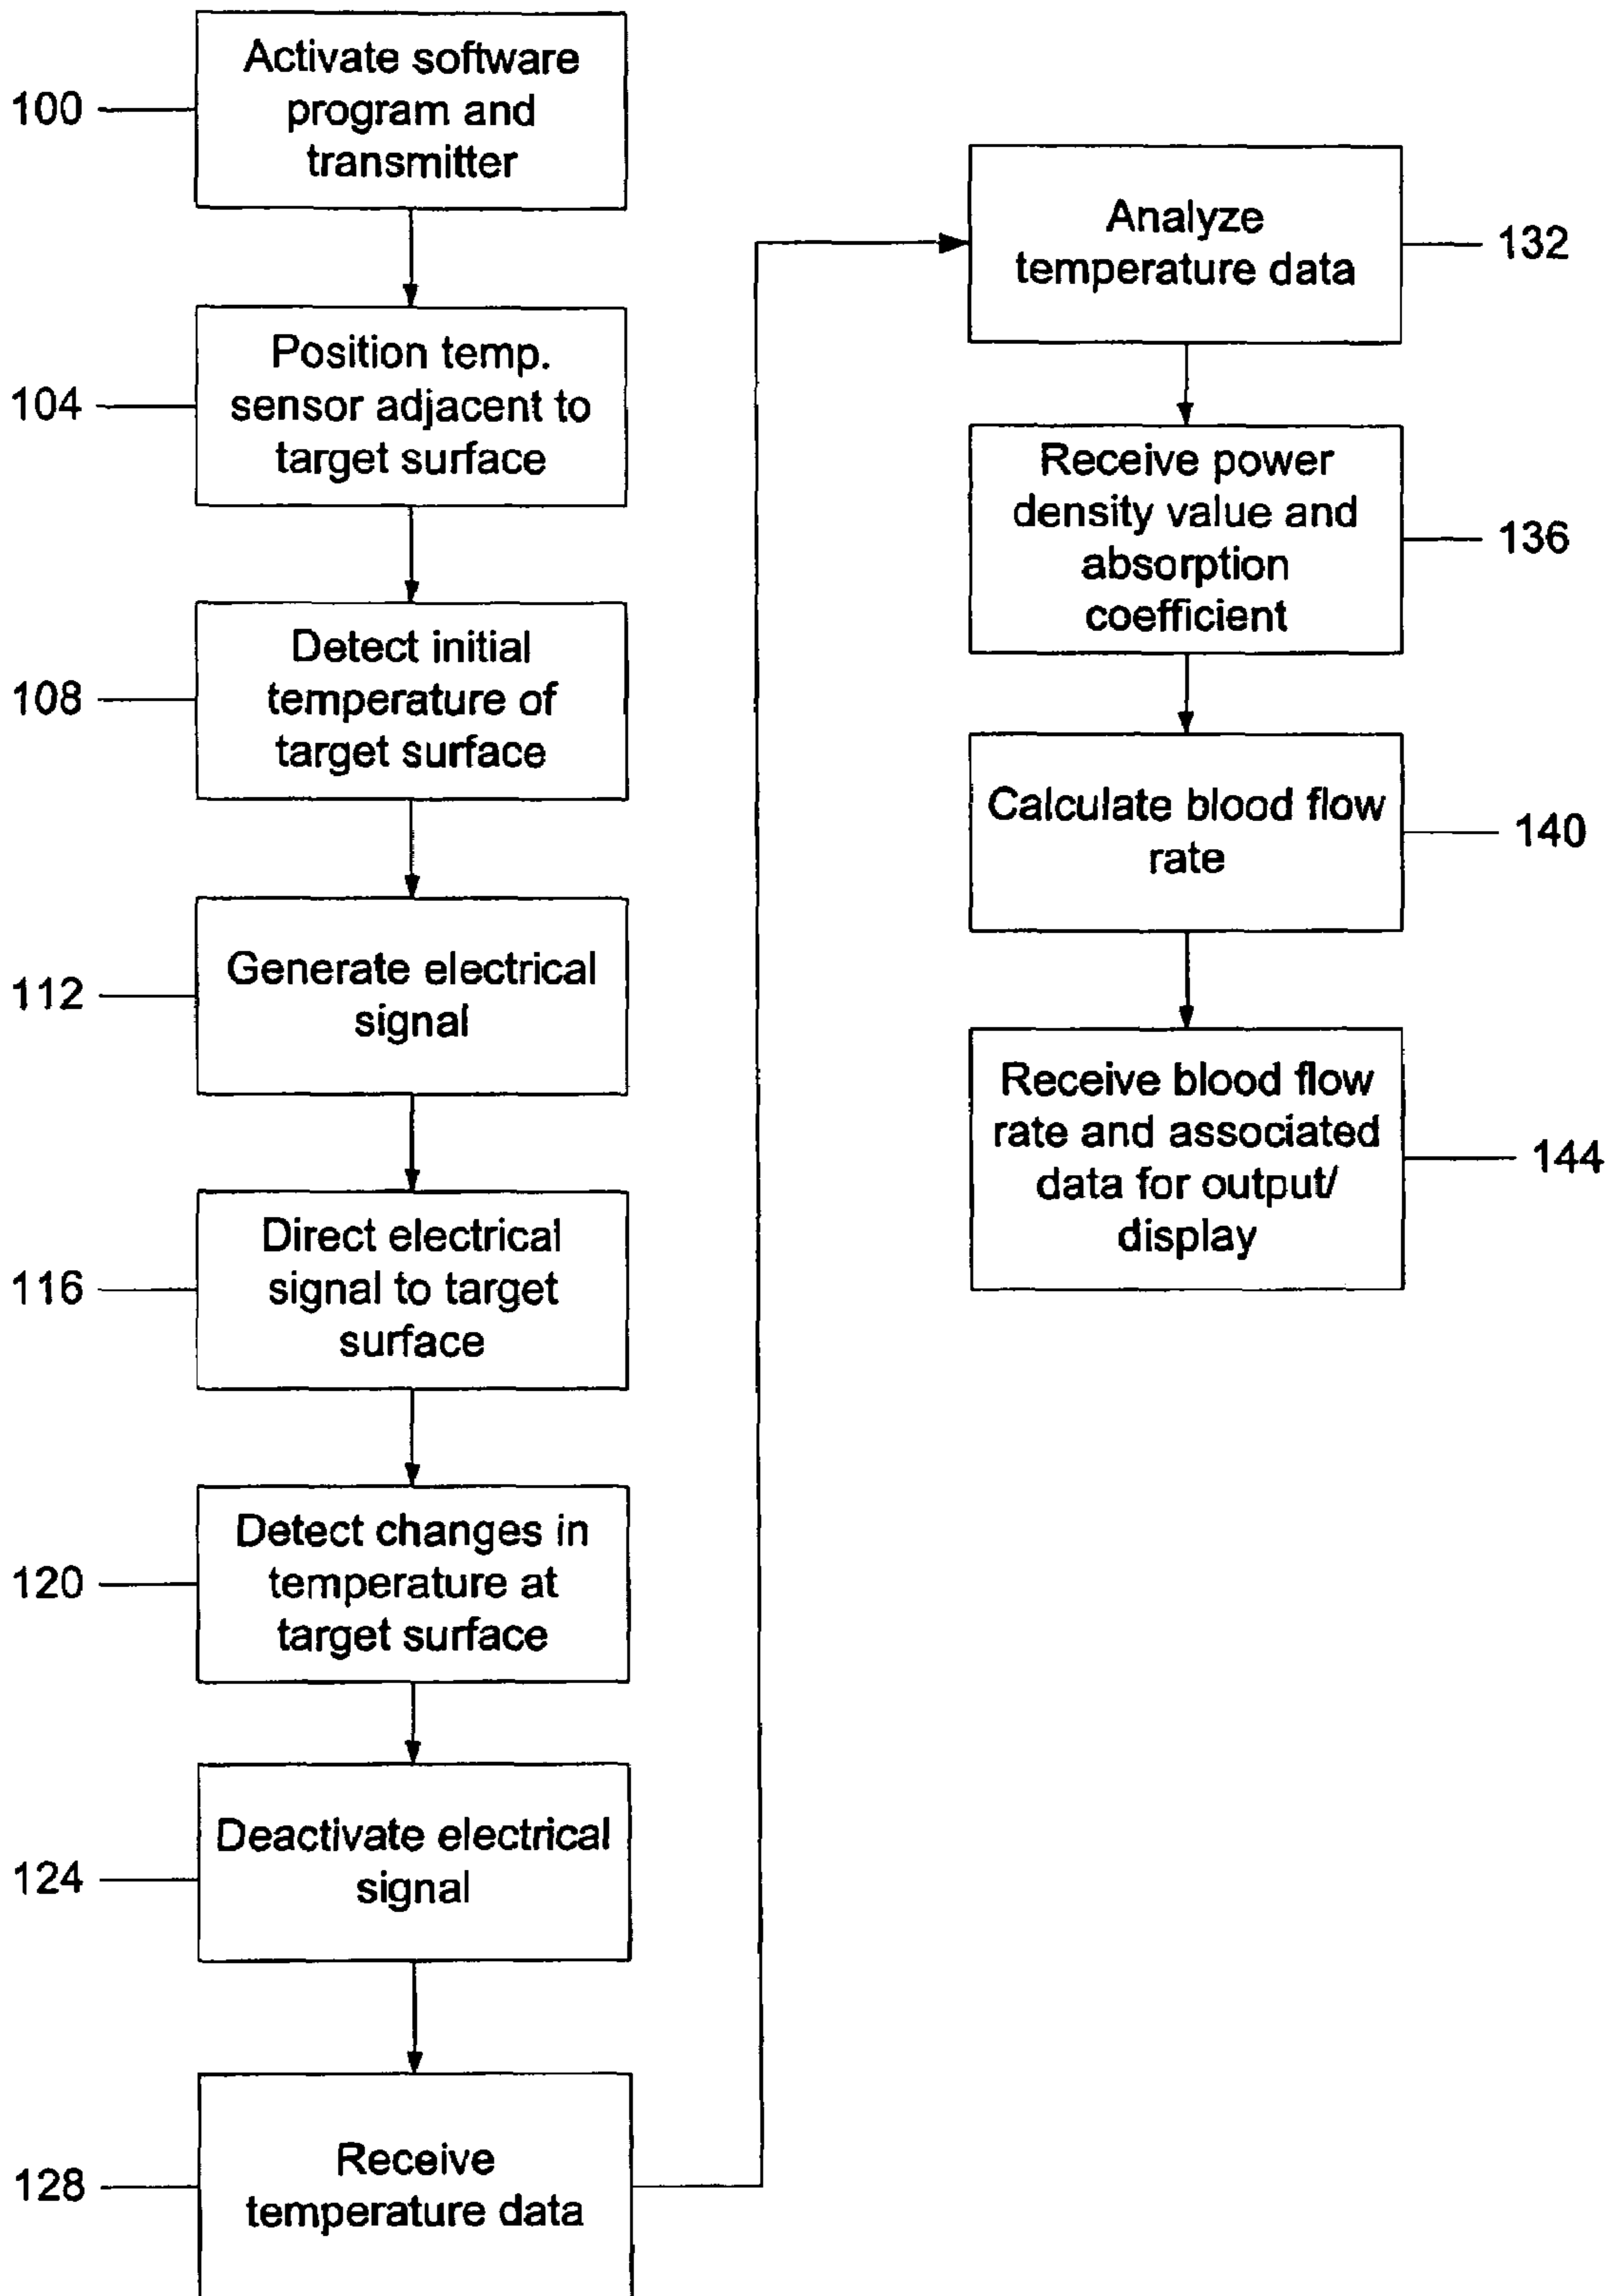 100
Activate software
program and
transmitter
104
Position temp.
sensor adjacent to
target surface
108
Detect initial
temperature of
target surface
112
Generate electrical
signal
116
Direct electrical
signal to target
surface
120
Detect changes in
temperature at
target surface
124
Deactivate electrical
signal
128
Receive
temperature data
Analyze
temperature data
132
Receive power
density value and
absorption
coefficient
136
Calculate blood flow
rate
140
Receive blood flow
rate and associated
data for output/
display
144